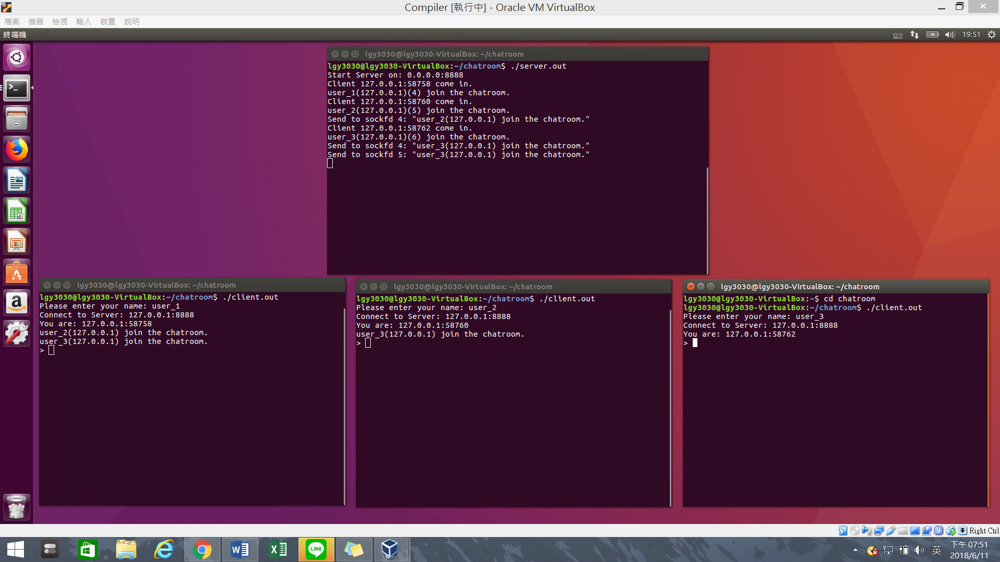 Compiler [執行中] - Oracle VM VirtualBox
檔案 機器 檢視 輸入 裝置 說明
終端機
19:51
lgy3030@lgy3030-VirtualBox: ~/chatroom
lgy3030@lgy3030-VirtualBox:~/chatroom$ ./server.out
Start Server on: 0.0.0.0:8888
Client 127.0.0.1:58758 come in.
user_1(127.0.0.1)(4) join the chatroom.
Client 127.0.0.1:58760 come in.
user_2(127.0.0.1)(5) join the chatroom.
Send to sockfd 4: "user_2(127.0.0.1) join the chatroom."
Client 127.0.0.1:58762 come in.
user_3(127.0.0.1)(6) join the chatroom.
Send to sockfd 4: "user_3(127.0.0.1) join the chatroom."
Send to sockfd 5: "user_3(127.0.0.1) join the chatroom."
lgy3030@lgy3030-VirtualBox: ~/chatroom
lgy3030@lgy3030-VirtualBox:~/chatroom$ ./client.out
Please enter your name: user_1
Connect to Server: 127.0.0.1:8888
You are: 127.0.0.1:58758
user_2(127.0.0.1) join the chatroom.
user_3(127.0.0.1) join the chatroom.
>
lgy3030@lgy3030-VirtualBox: ~/chatroom
lgy3030@lgy3030-VirtualBox:~/chatroom$ ./client.out
Please enter your name: user_2
Connect to Server: 127.0.0.1:8888
You are: 127.0.0.1:58760
user_3(127.0.0.1) join the chatroom.
>
lgy3030@lgy3030-VirtualBox: ~/chatroom
lgy3030@lgy3030-VirtualBox:~$ cd chatroom
lgy3030@lgy3030-VirtualBox:~/chatroom$ ./client.out
Please enter your name: user_3
Connect to Server: 127.0.0.1:8888
You are: 127.0.0.1:58762
>
Right Ctrl
LINE
英
下午 07:51
2018/6/11